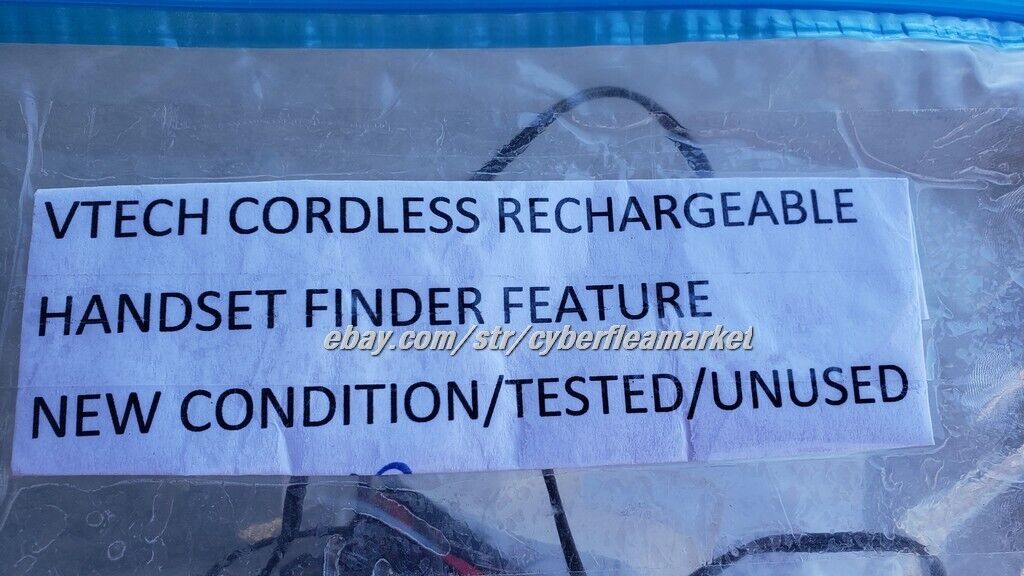 VTECH CORDLESS RECHARGEABLE
HANDSET FINDER FEATURE
ebay.com/str/cyberfleamarket
NEW CONDITION/TESTED/UNUSED